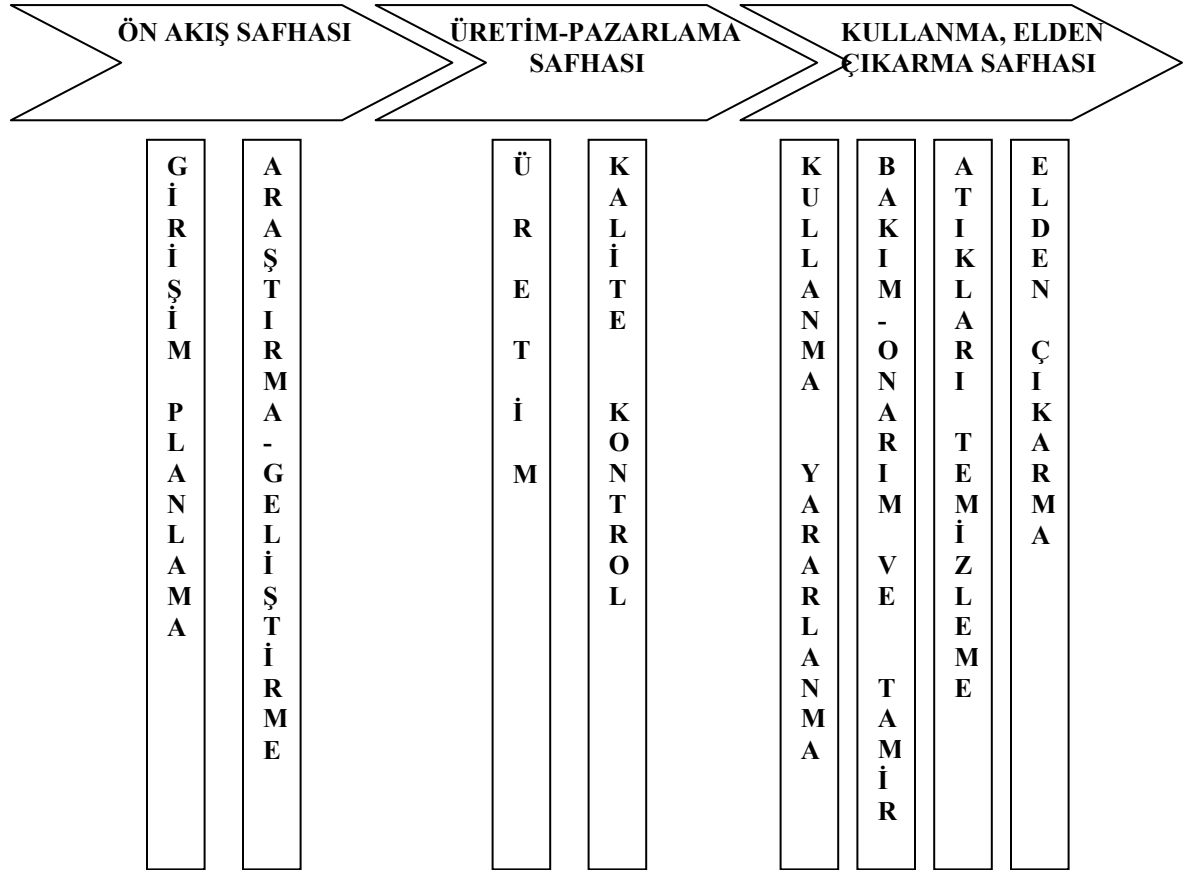 ÖN AKIŞ SAFHASI
ÜRETİM-PAZARLAMA
SAFHASI
KULLANMA, ELDEN
ÇIKARMA SAFHASI
GİRİŞİM PLANLAMA
ARAŞTIRMA-GELİŞTİRME
ÜRETİM
KALİTE KONTROL
KULLANMA YARARLANMA
BAKIM-ONARIM VE TAMİR
ATIKLARI TEMİZLEME
ELDEN ÇIKARMA